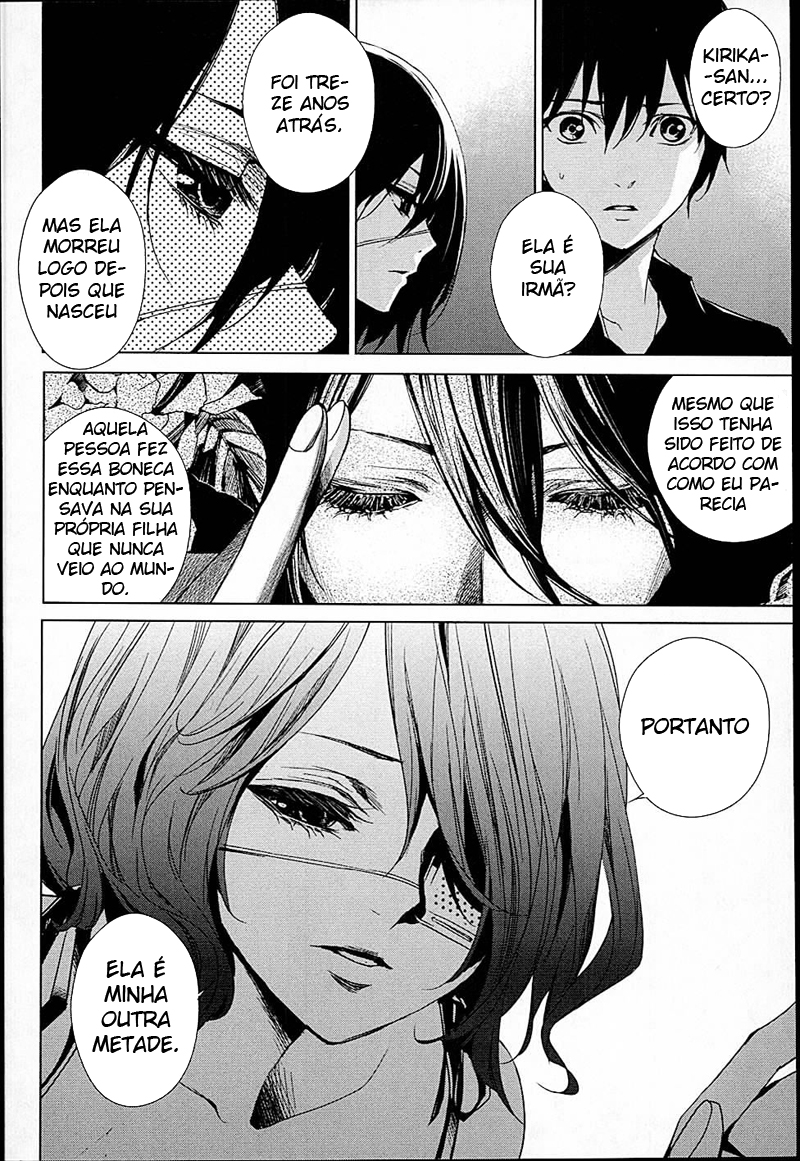 KIRIKA-
-SAN...
CERTO?
ELA É
SUA
IRMÃ?
FOI TRE-
ZE ANOS
ATRÁS.
MAS ELA
MORREU
LOGO DE-
POIS QUE
NASCEU
MESMO QUE
ISSO TENHA
SIDO FEITO DE
ACORDO COM
COMO EU PA-
RECIA
AQUELA
PESSOA FEZ
ESSA BONECA
ENQUANTO PEN-
SAVA NA SUA
PRÓPRIA FILHA
QUE NUNCA
VEIO AO MUN-
DO.
PORTANTO
ELA É
MINHA
OUTRA
METADE.